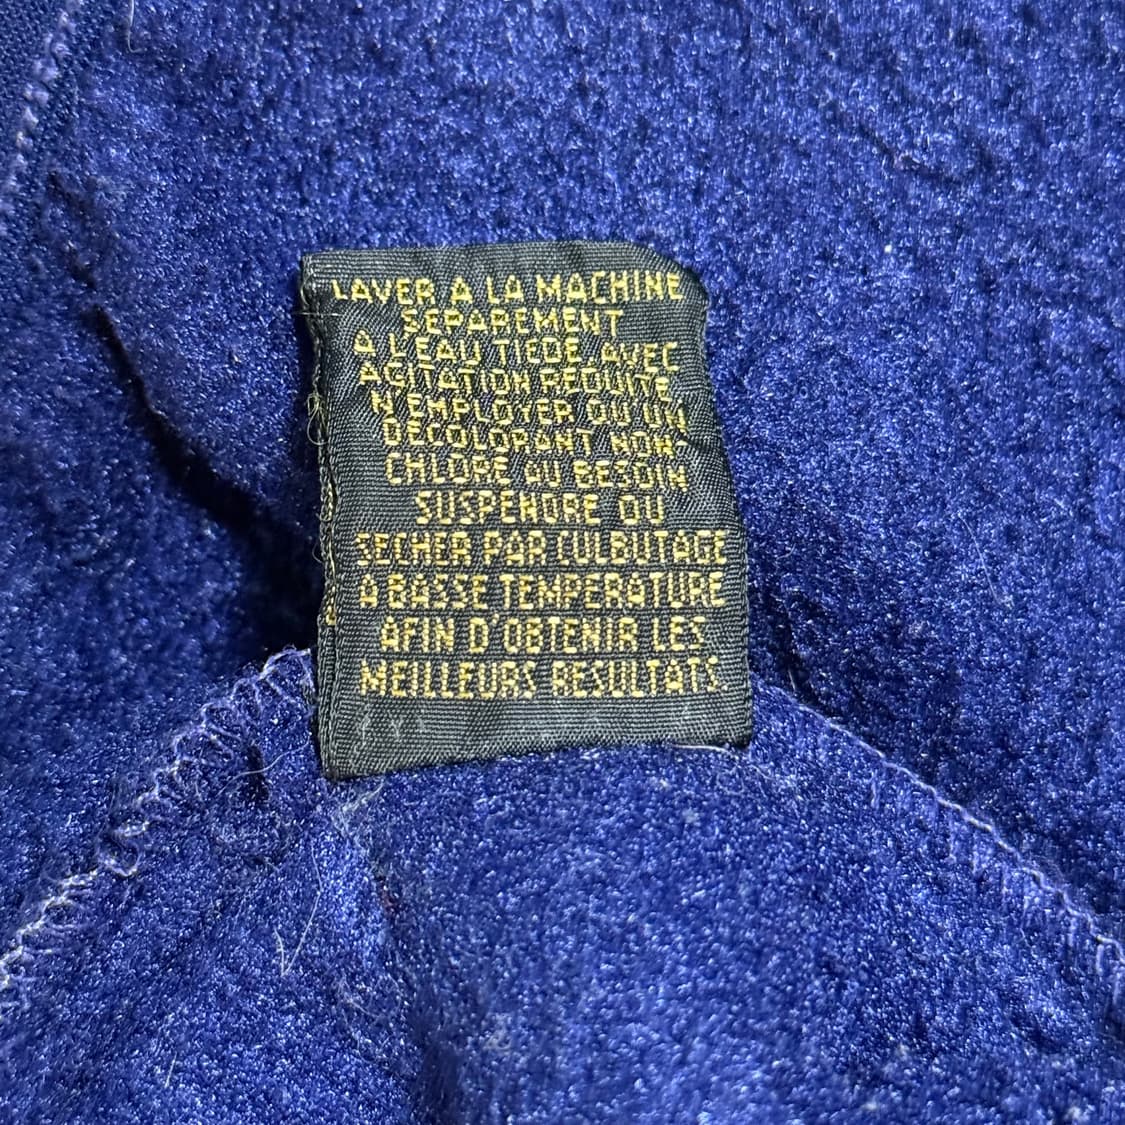 LAVER A LA MACHINE
SEPAREMENT
A L'EAU TIEDE AVEC
AGITATION REDUITE
N'EMPLOYER QU'UN
DECOLORANT NON
CHLORE AU BESOIN
SUSPENDRE OU
SECHER PAR CULBUTAGE
A BASSE TEMPERATURE
AFIN D'OBTENIR LES
MEILLEURS RESULTATS.